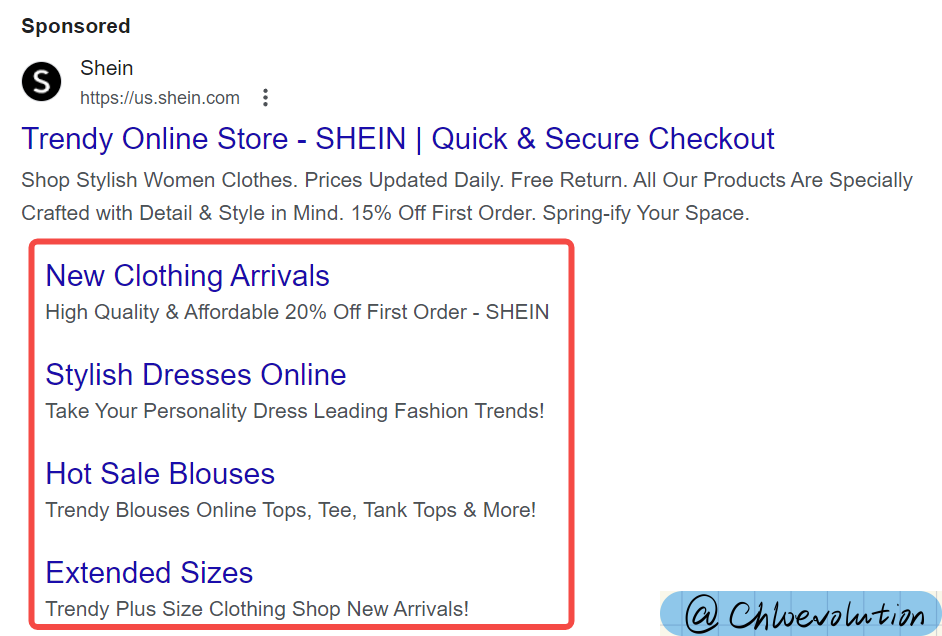 Sponsored
S
Shein
https://us.shein.com
Trendy Online Store - SHEIN | Quick & Secure Checkout
Shop Stylish Women Clothes. Prices Updated Daily. Free Return. All Our Products Are Specially
Crafted with Detail & Style in Mind. 15% Off First Order. Spring-ify Your Space.
New Clothing Arrivals
High Quality & Affordable 20% Off First Order - SHEIN
Stylish Dresses Online
Take Your Personality Dress Leading Fashion Trends!
Hot Sale Blouses
Trendy Blouses Online Tops, Tee, Tank Tops & More!
Extended Sizes
Trendy Plus Size Clothing Shop New Arrivals!
@ Chloevolution